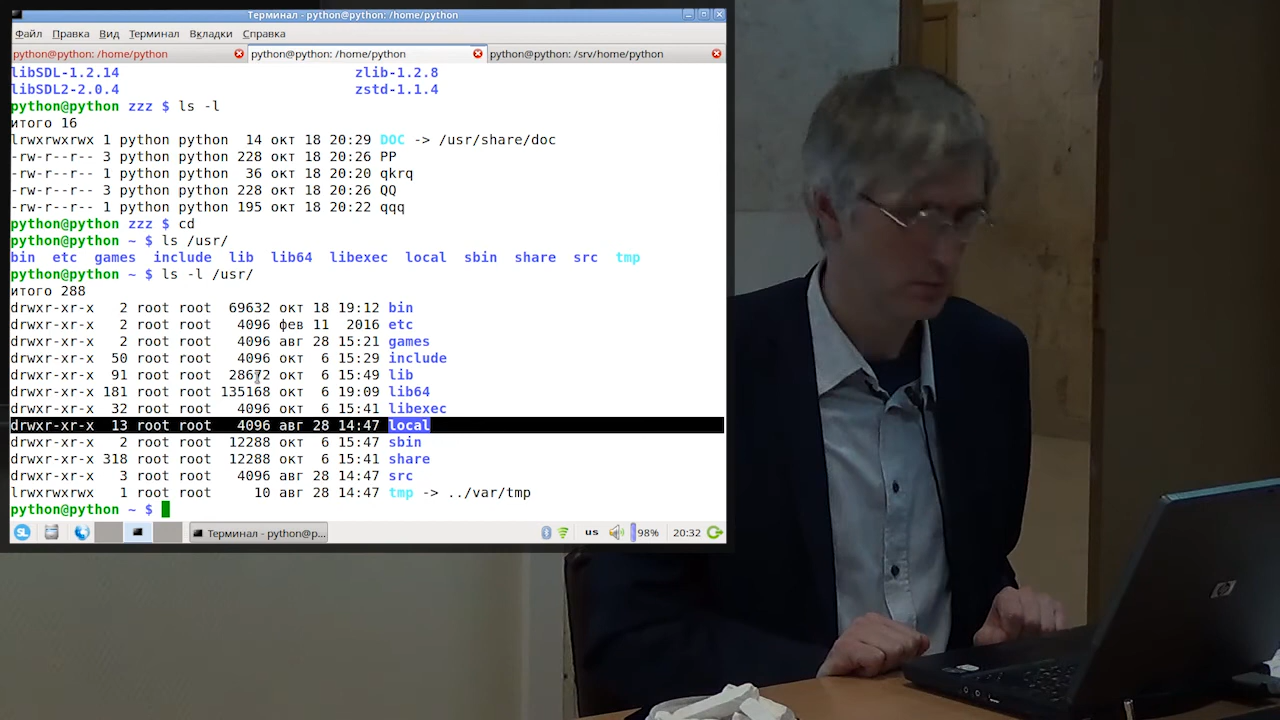 Терминал - python@python: /home/python
Файл Правка Вид Терминал Вкладки Справка
python@python: /home/python python@python: /home/python python@python: /srv/home/python
libSDL-1.2.14 zlib-1.2.8
libSDL2-2.0.4 zstd-1.1.4
python@python zzz $ ls -l
итого 16
lrwxrwxrwx 1 python python 14 окт 18 20:29 DOC -> /usr/share/doc
-rw-r--r-- 3 python python 228 окт 18 20:26 PP
-rw-r--r-- 1 python python 36 окт 18 20:20 qkrq
-rw-r--r-- 3 python python 228 окт 18 20:26 QQ
-rw-r--r-- 1 python python 195 окт 18 20:22 qqq
python@python zzz $ cd
python@python ~ $ ls /usr/
bin etc games include lib lib64 libexec local sbin share src tmp
python@python ~ $ ls -l /usr/
итого 288
drwxr-xr-x 2 root root 69632 окт 18 19:12 bin
drwxr-xr-x 2 root root 4096 фев 11 2016 etc
drwxr-xr-x 2 root root 4096 авг 28 15:21 games
drwxr-xr-x 50 root root 4096 окт 6 15:29 include
drwxr-xr-x 91 root root 28672 окт 6 15:49 lib
drwxr-xr-x 181 root root 135168 окт 6 19:09 lib64
drwxr-xr-x 32 root root 4096 окт 6 15:41 libexec
drwxr-xr-x 13 root root 4096 авг 28 14:47 local
drwxr-xr-x 2 root root 12288 окт 6 15:47 sbin
drwxr-xr-x 318 root root 12288 окт 6 15:41 share
drwxr-xr-x 3 root root 4096 авг 28 14:47 src
lrwxrwxrwx 1 root root 10 авг 28 14:47 tmp -> ../var/tmp
python@python ~ $
Терминал - python@p... us 98% 20:32
hp